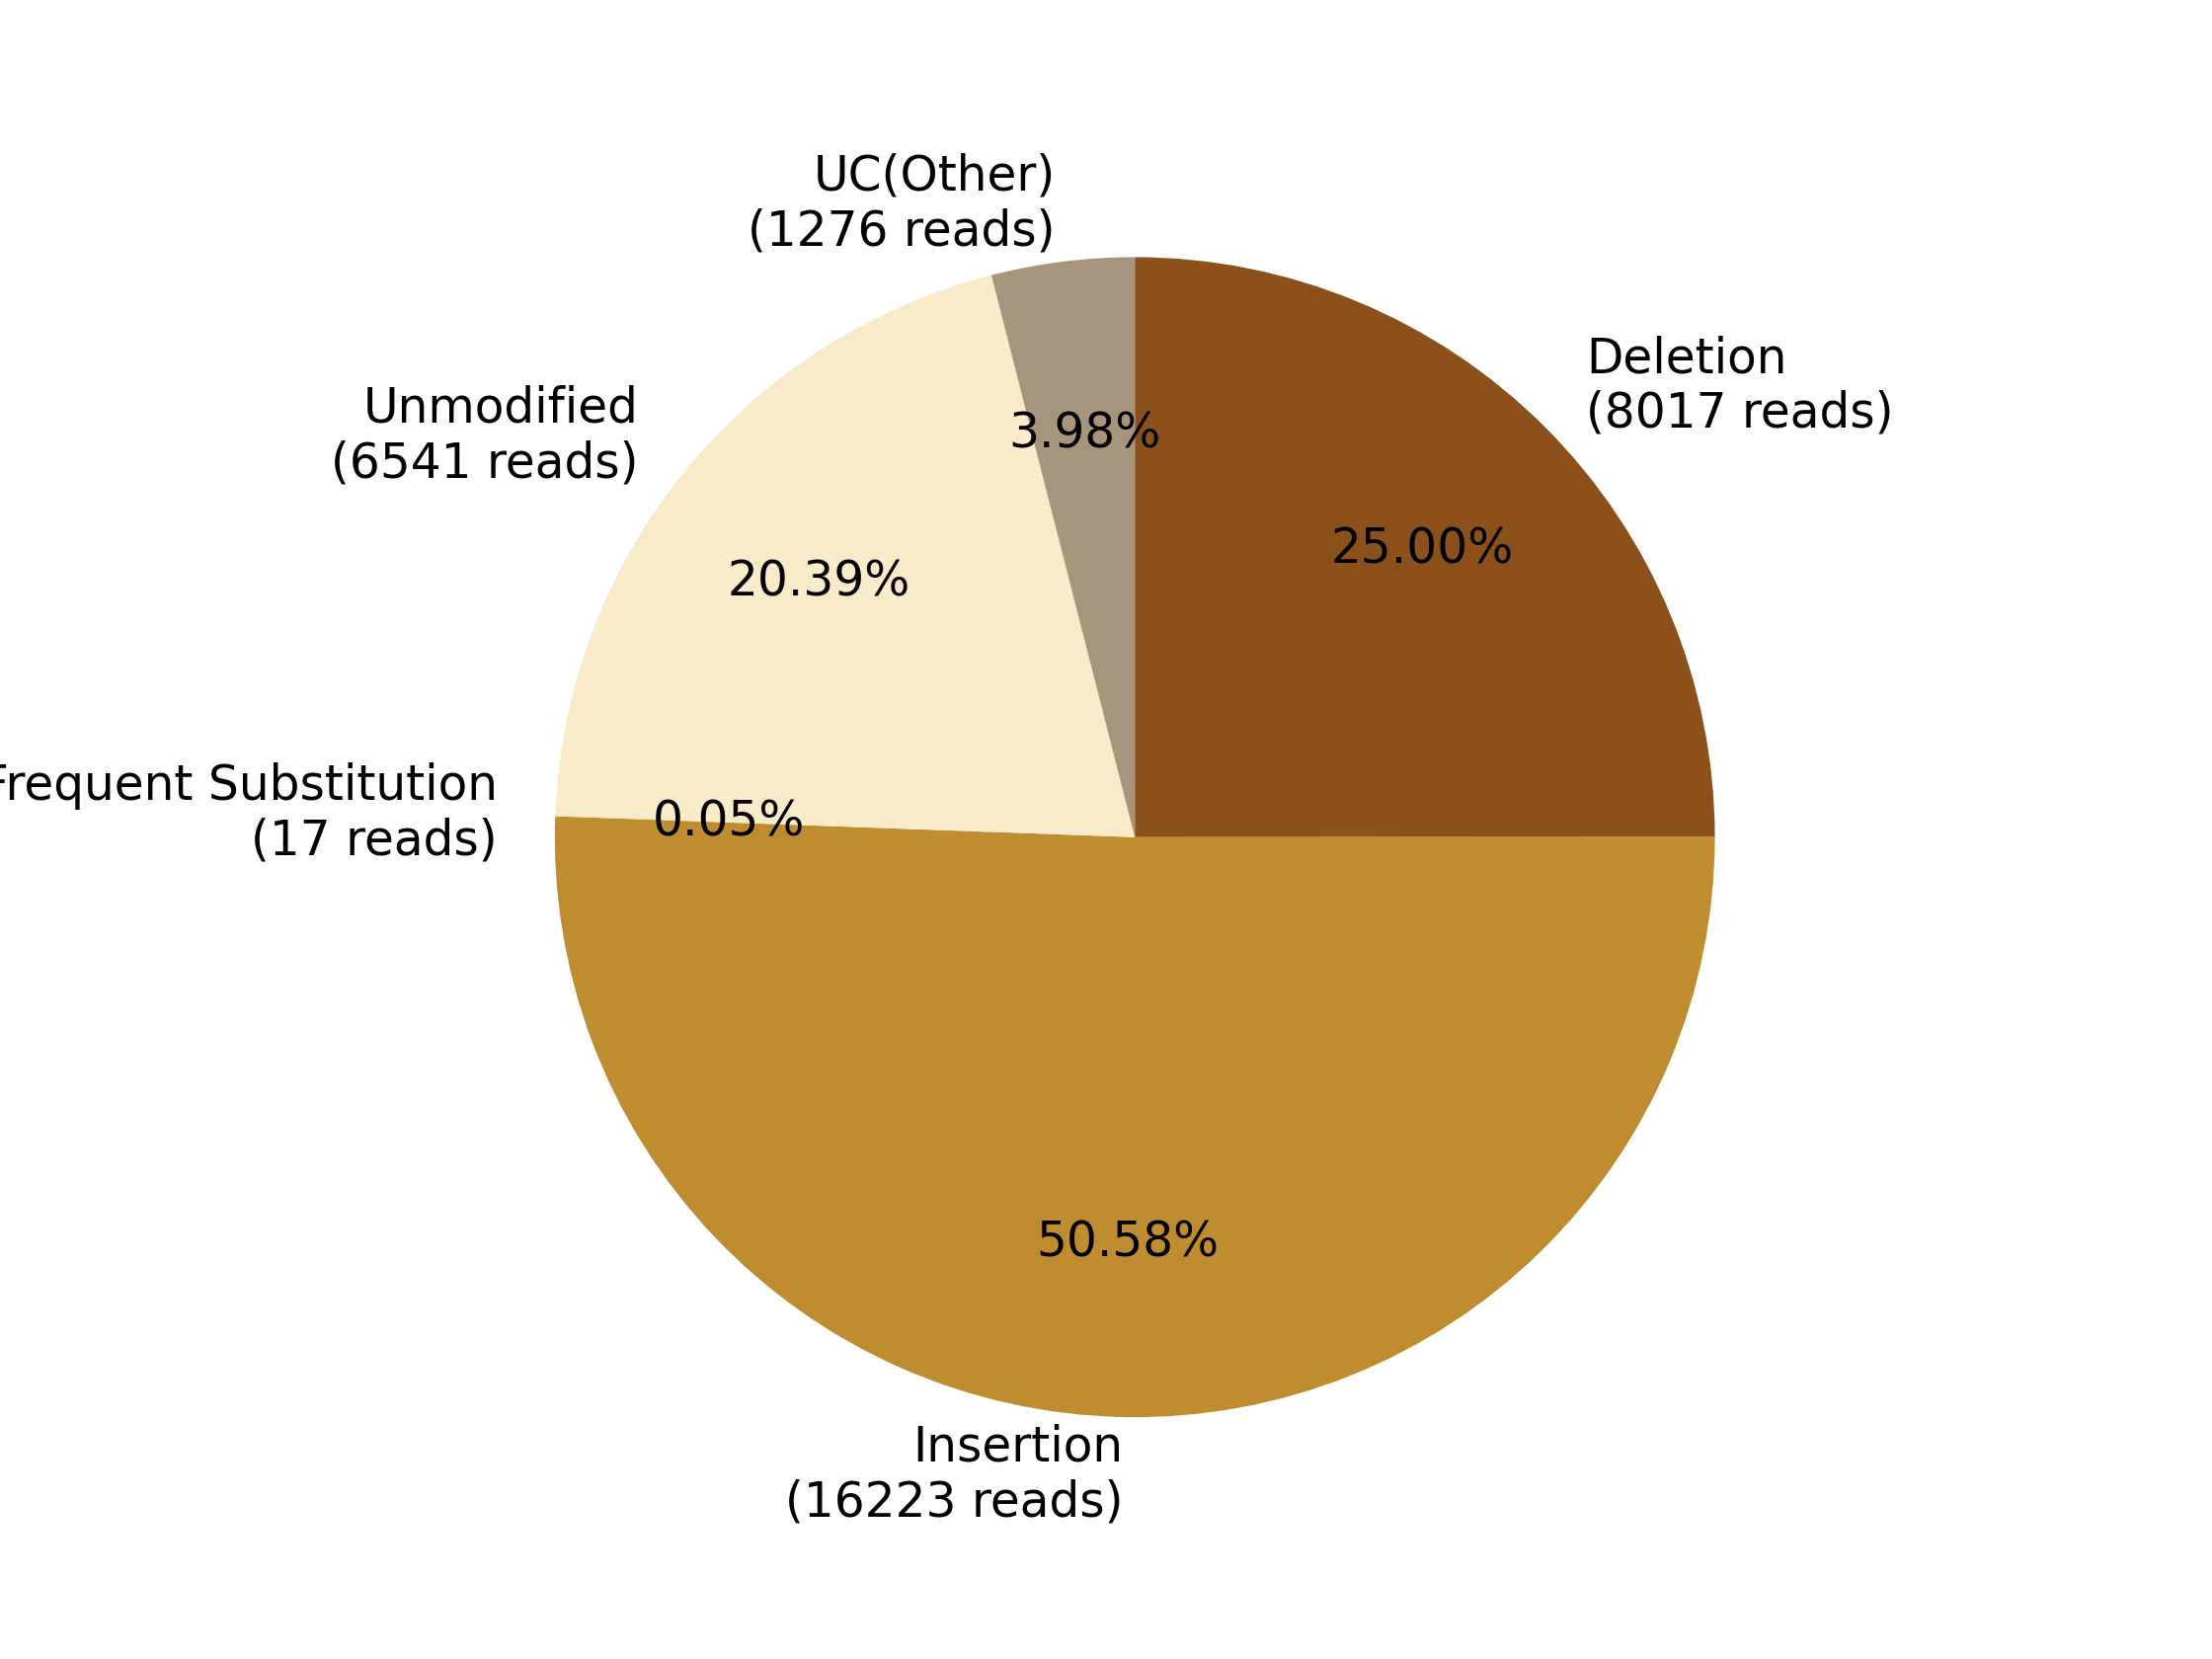 UC(Other)
(1276 reads)
Deletion
(8017 reads)
Unmodified
(6541 reads)
3.98%
25.00%
20.39%
Frequent Substitution
(17 reads)
0.05%
50.58%
Insertion
(16223 reads)